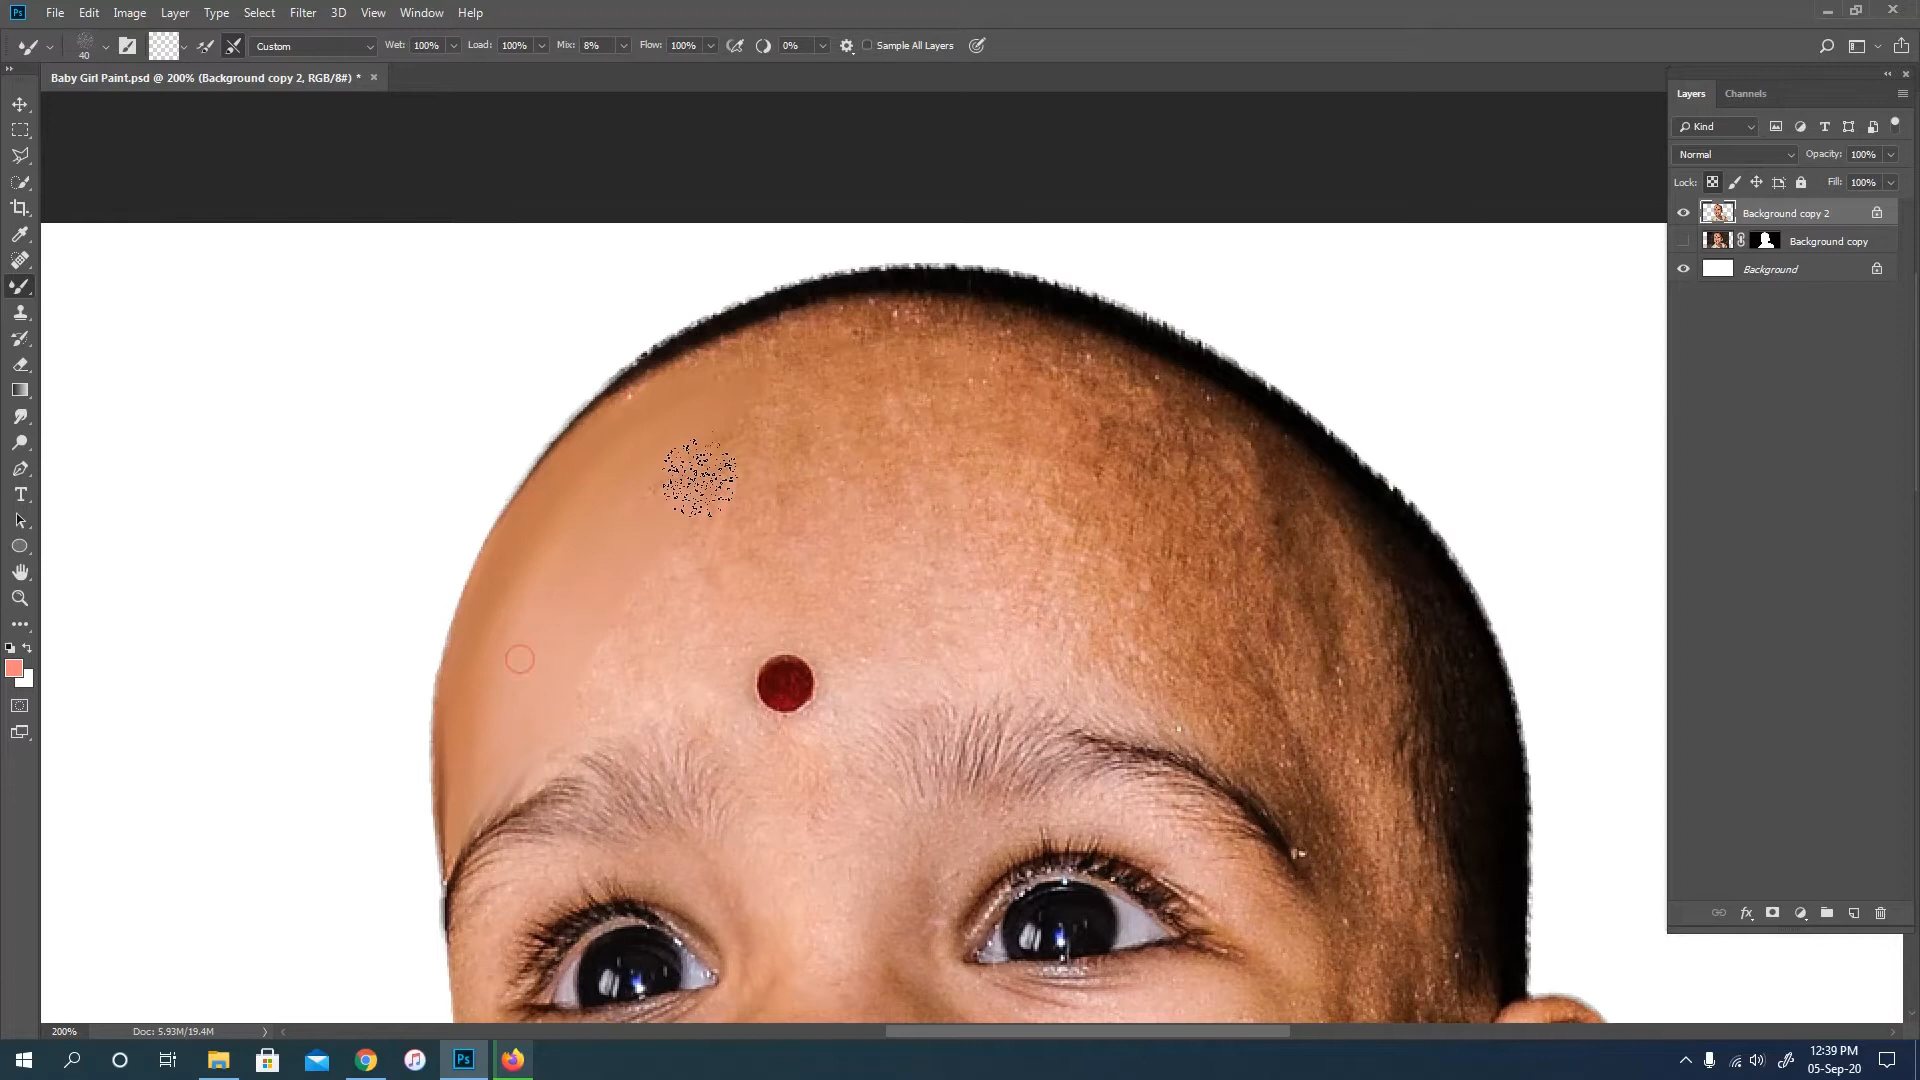 Ps File Edit Image Layer Type Select Filter 3D View Window Help
40 Custom Wet: 100% Load: 100% Mix: 8% Flow: 100% 0% Sample All Layers
Baby Girl Paint.psd @ 200% (Background copy 2, RGB/8#) * ×
Layers Channels
Kind
Normal Opacity: 100%
Lock: Fill: 100%
Background copy 2
Background copy
Background
200% Doc: 5.93M/19.4M
Ps 12:39 PM
05-Sep-20